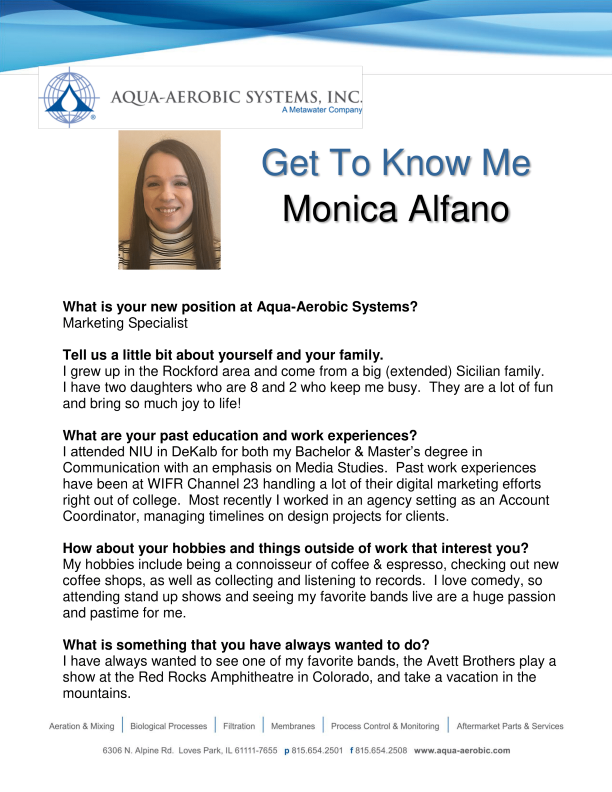 AQUA-AEROBIC SYSTEMS, INC.
A Metawater Company
®
Get To Know Me
Monica Alfano
What is your new position at Aqua-Aerobic Systems?
Marketing Specialist
Tell us a little bit about yourself and your family.
I grew up in the Rockford area and come from a big (extended) Sicilian family.
I have two daughters who are 8 and 2 who keep me busy.  They are a lot of fun
and bring so much joy to life!
What are your past education and work experiences?
I attended NIU in DeKalb for both my Bachelor & Master's degree in
Communication with an emphasis on Media Studies.  Past work experiences
have been at WIFR Channel 23 handling a lot of their digital marketing efforts
right out of college.  Most recently I worked in an agency setting as an Account
Coordinator, managing timelines on design projects for clients.
How about your hobbies and things outside of work that interest you?
My hobbies include being a connoisseur of coffee & espresso, checking out new
coffee shops, as well as collecting and listening to records.  I love comedy, so
attending stand up shows and seeing my favorite bands live are a huge passion
and pastime for me.
What is something that you have always wanted to do?
I have always wanted to see one of my favorite bands, the Avett Brothers play a
show at the Red Rocks Amphitheatre in Colorado, and take a vacation in the
mountains.
Aeration & Mixing | Biological Processes | Filtration | Membranes | Process Control & Monitoring | Aftermarket Parts & Services
6306 N. Alpine Rd.  Loves Park, IL 61111-7655  p 815.654.2501  f 815.654.2508  www.aqua-aerobic.com